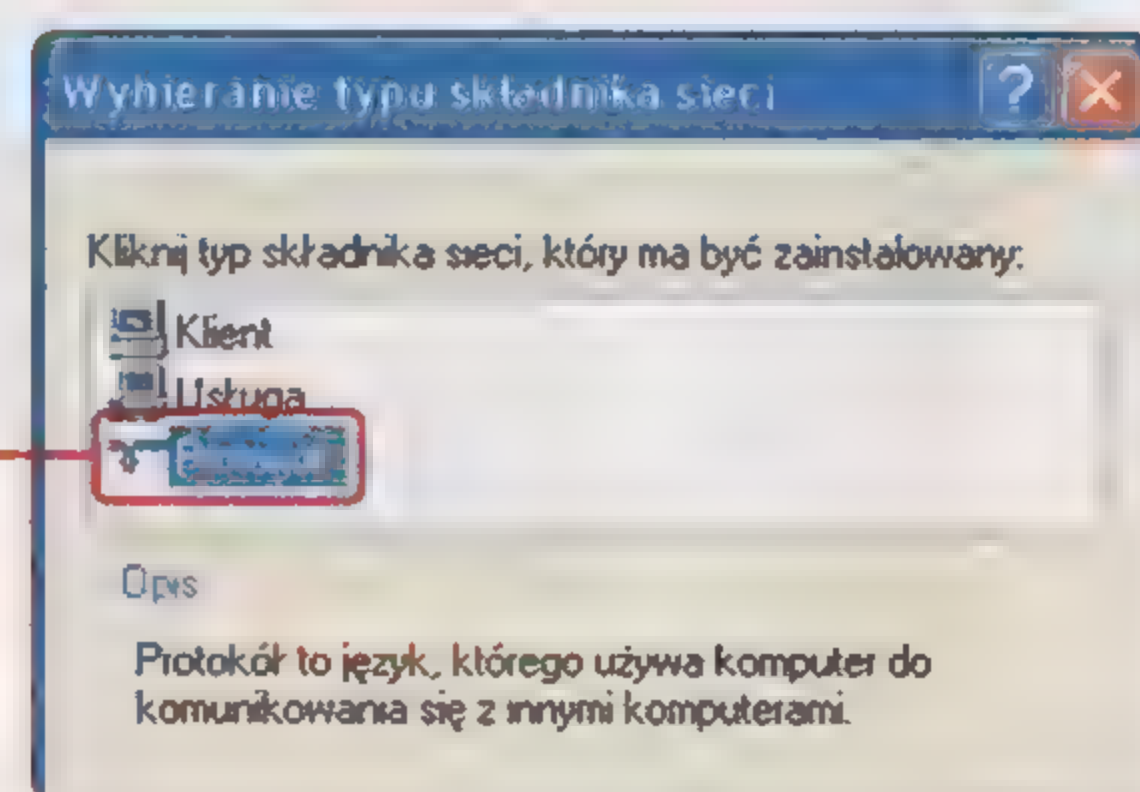 Wybieranie typu składnika sieci
Kliknij typ składnika sieci, który ma być zainstalowany:
Klient
Usługa
Opis
Protokół to język, którego używa komputer do
komunikowania się z innymi komputerami.